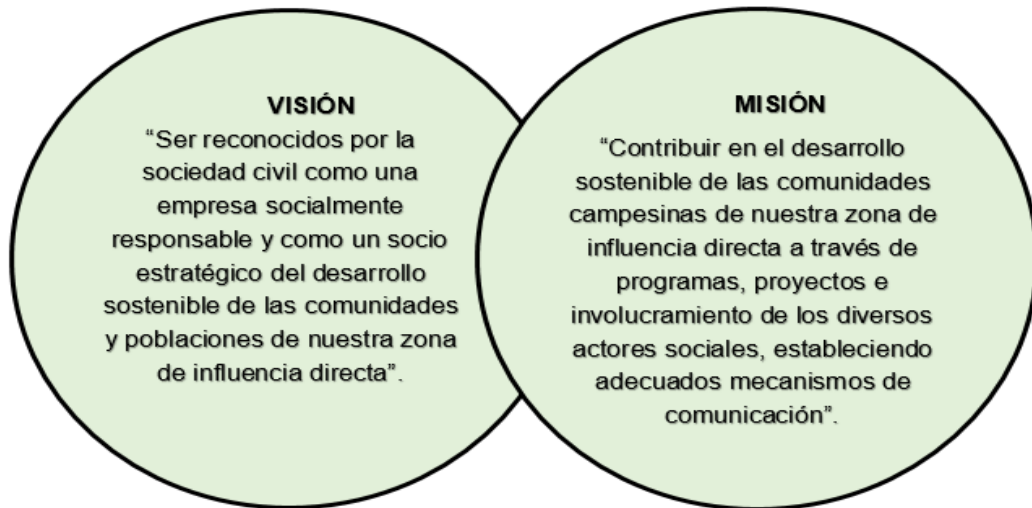 VISIÓN
“Ser reconocidos por la
sociedad civil como una
empresa socialmente
responsable y como un socio
estratégico del desarrollo
sostenible de las comunidades
y poblaciones de nuestra zona
de influencia directa”.
MISIÓN
“Contribuir en el desarrollo
sostenible de las comunidades
campesinas de nuestra zona de
influencia directa a través de
programas, proyectos e
involucramiento de los diversos
actores sociales, estableciendo
adecuados mecanismos de
comunicación”.